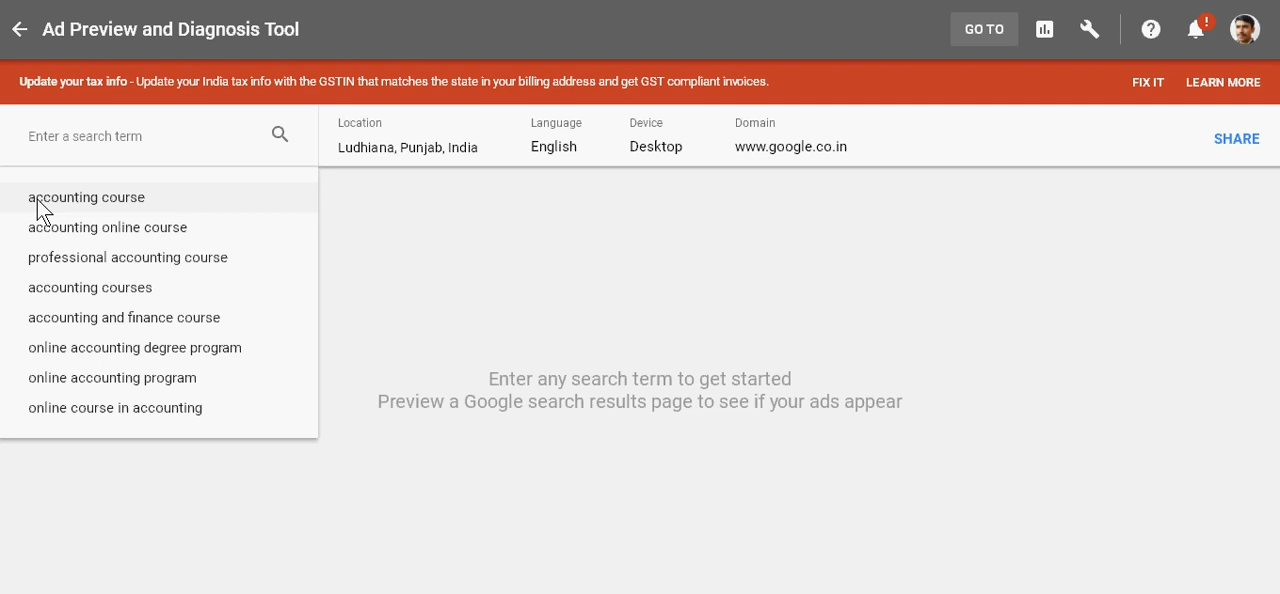 Ad Preview and Diagnosis Tool
GO TO
!
Update your tax info - Update your India tax info with the GSTIN that matches the state in your billing address and get GST compliant invoices.
FIX IT
LEARN MORE
Enter a search term
Location
Language
Device
Domain
Ludhiana, Punjab, India
English
Desktop
www.google.co.in
SHARE
accounting course
accounting online course
professional accounting course
accounting courses
accounting and finance course
online accounting degree program
online accounting program
online course in accounting
Enter any search term to get started
Preview a Google search results page to see if your ads appear